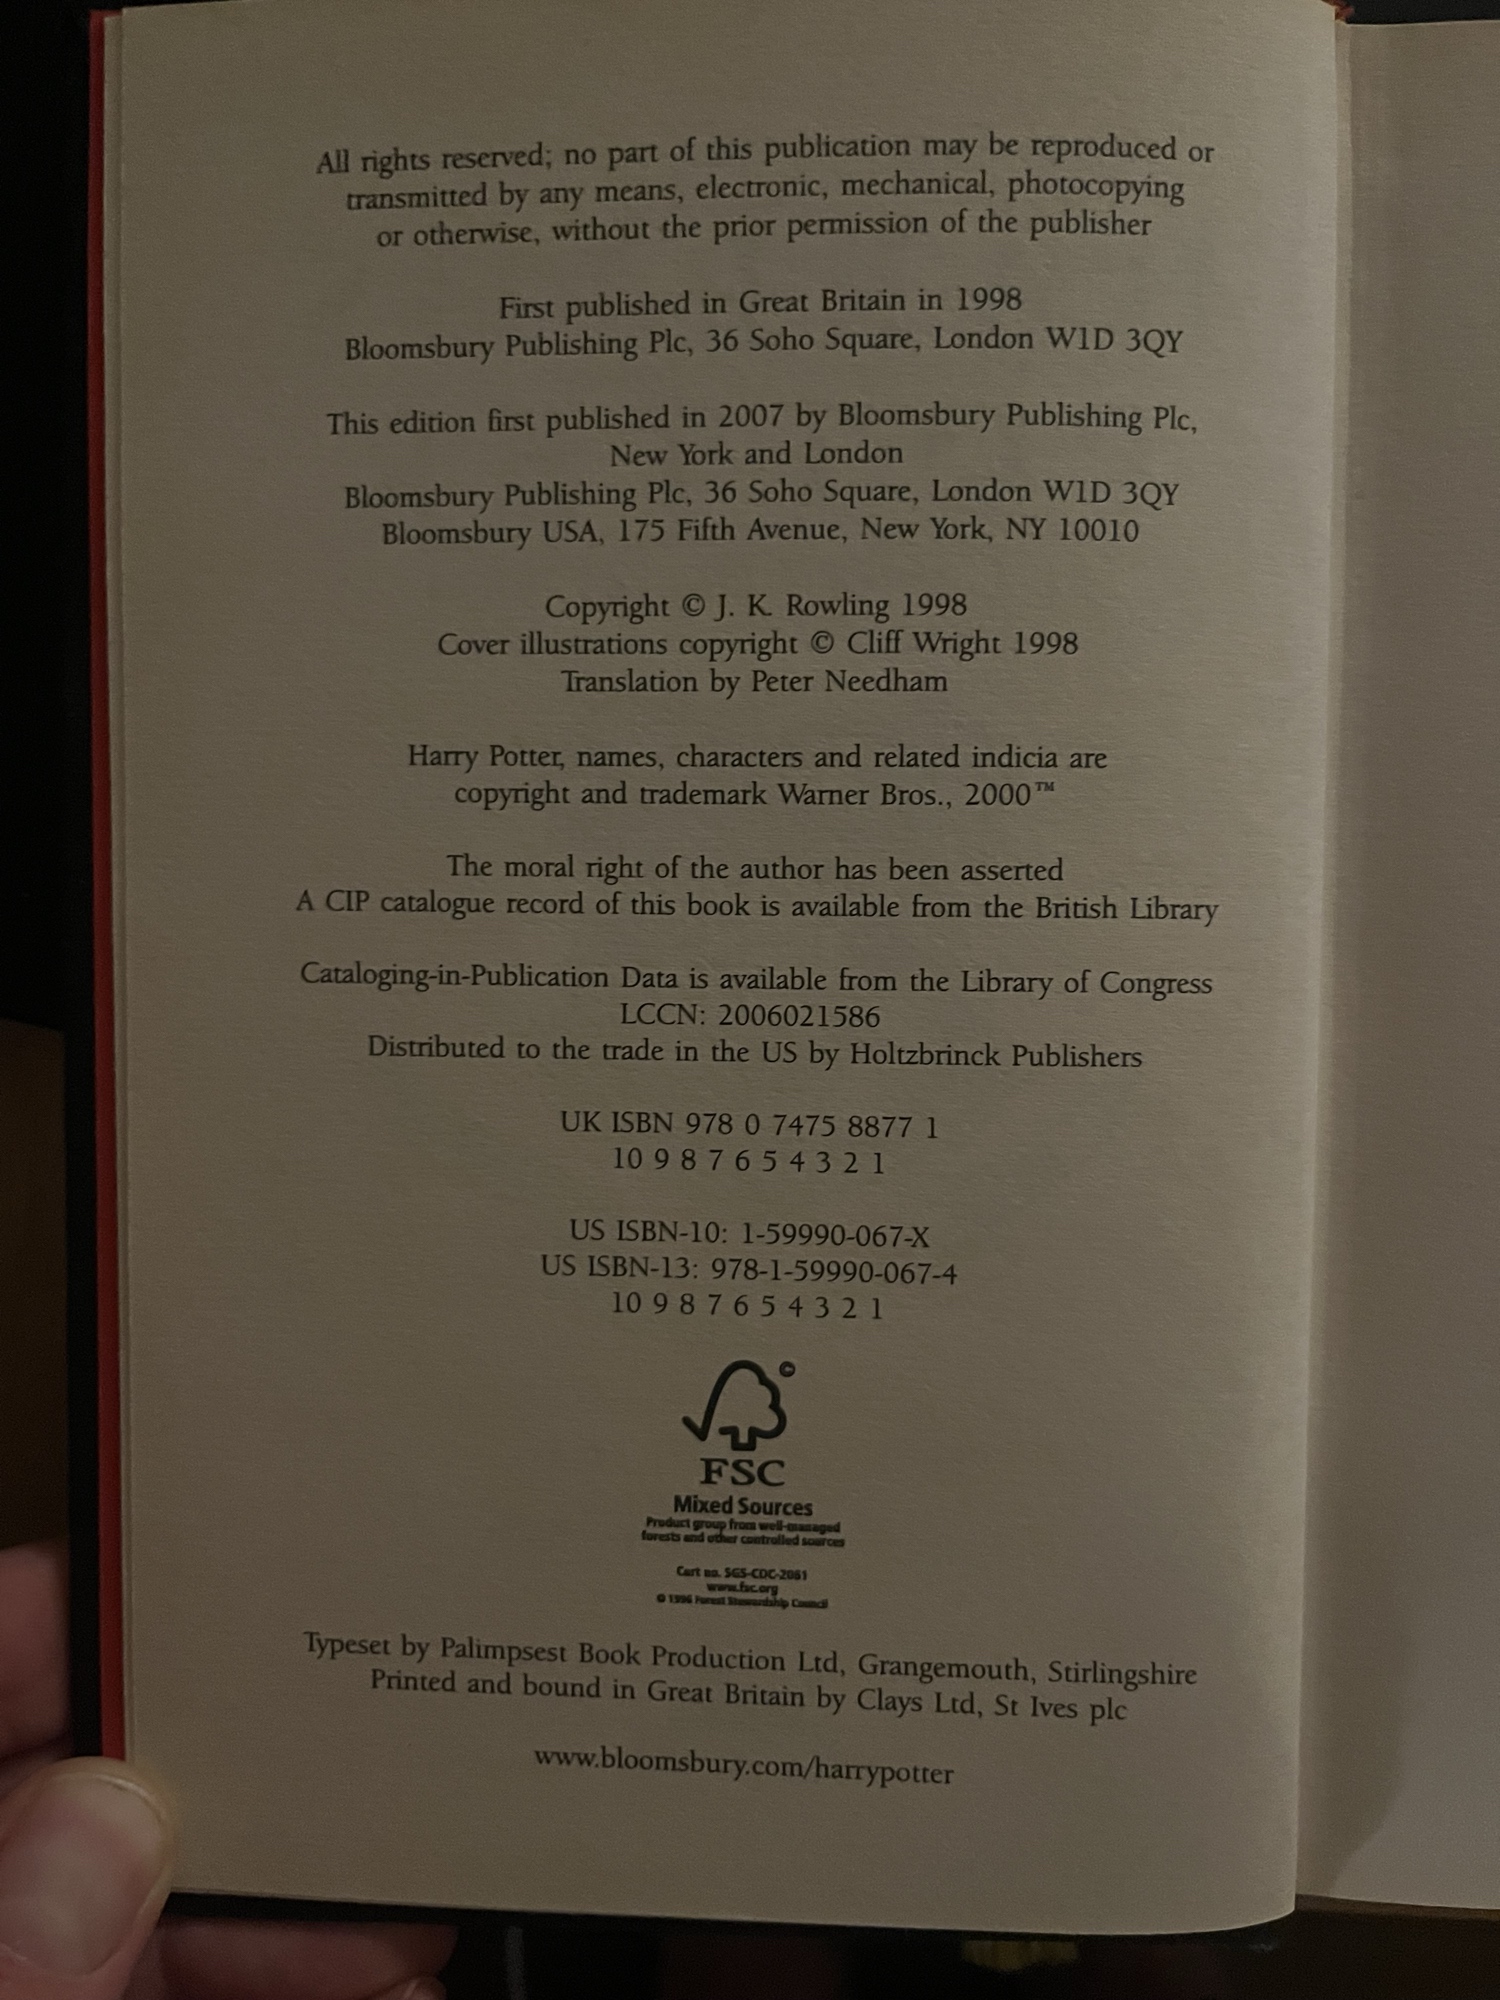 All rights reserved; no part of this publication may be reproduced or
transmitted by any means, electronic, mechanical, photocopying
or otherwise, without the prior permission of the publisher
First published in Great Britain in 1998
Bloomsbury Publishing Plc, 36 Soho Square, London W1D 3QY
This edition first published in 2007 by Bloomsbury Publishing Plc,
New York and London
Bloomsbury Publishing Plc, 36 Soho Square, London W1D 3QY
Bloomsbury USA, 175 Fifth Avenue, New York, NY 10010
Copyright © J. K. Rowling 1998
Cover illustrations copyright © Cliff Wright 1998
Translation by Peter Needham
Harry Potter, names, characters and related indicia are
copyright and trademark Warner Bros., 2000™
The moral right of the author has been asserted
A CIP catalogue record of this book is available from the British Library
Cataloging-in-Publication Data is available from the Library of Congress
LCCN: 2006021586
Distributed to the trade in the US by Holtzbrinck Publishers
UK ISBN 978 0 7475 8877 1
10 9 8 7 6 5 4 3 2 1
US ISBN-10: 1-59990-067-X
US ISBN-13: 978-1-59990-067-4
10 9 8 7 6 5 4 3 2 1
©
FSC
Mixed Sources
Product group from well-managed
forests and other controlled sources
Cert no. SGS-COC-2061
www.fsc.org
© 1996 Forest Stewardship Council
Typeset by Palimpsest Book Production Ltd, Grangemouth, Stirlingshire
Printed and bound in Great Britain by Clays Ltd, St Ives plc
www.bloomsbury.com/harrypotter